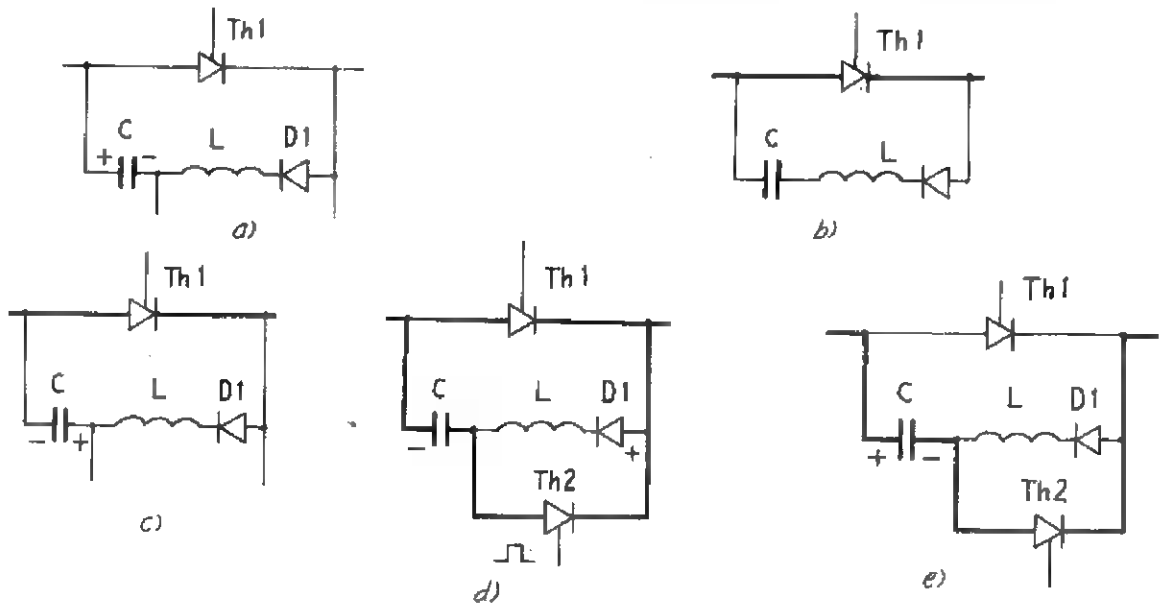 Th1
C
L
D1
+
-
a)
Th1
C
L
b)
Th1
C
L
D1
-
+
c)
Th1
C
L
D1
-
+
Th2
d)
Th1
C
L
D1
+
-
Th2
e)